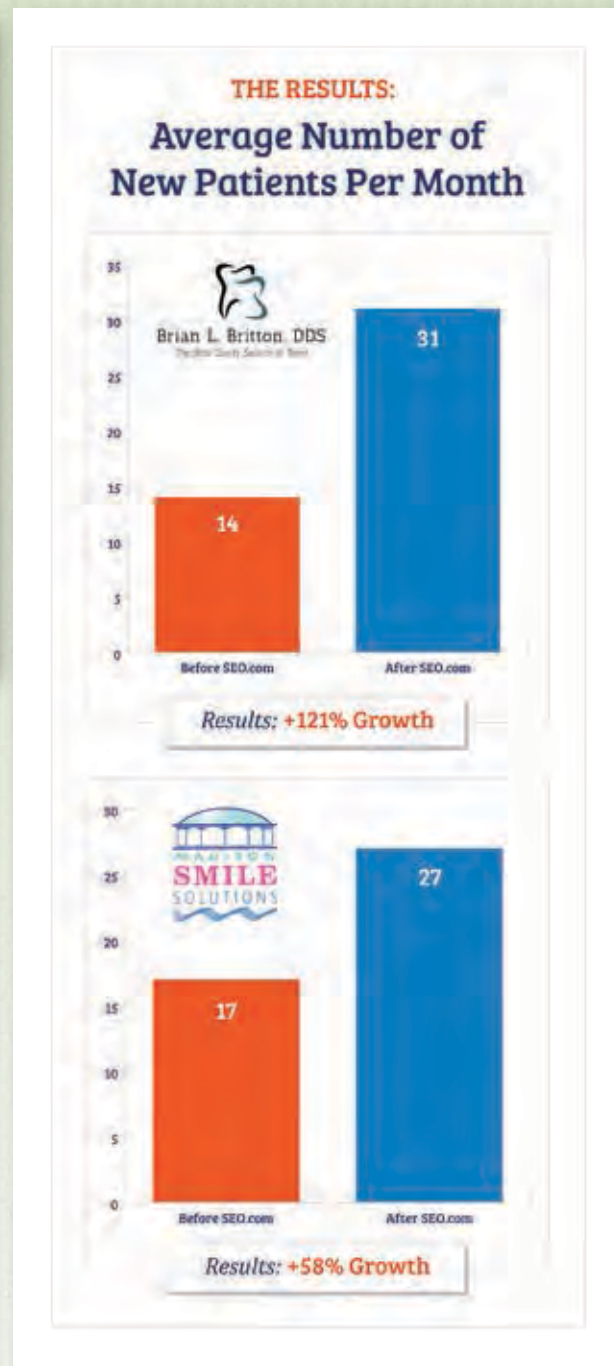 THE RESULTS:
Average Number of
New Patients Per Month
35
30
25
20
15
10
5
0
Brian L. Britton, DDS
14
31
Before SEO.com
After SEO.com
Results: +121% Growth
30
25
20
15
10
5
0
MADISON
SMILE
SOLUTIONS
17
27
Before SEO.com
After SEO.com
Results: +58% Growth